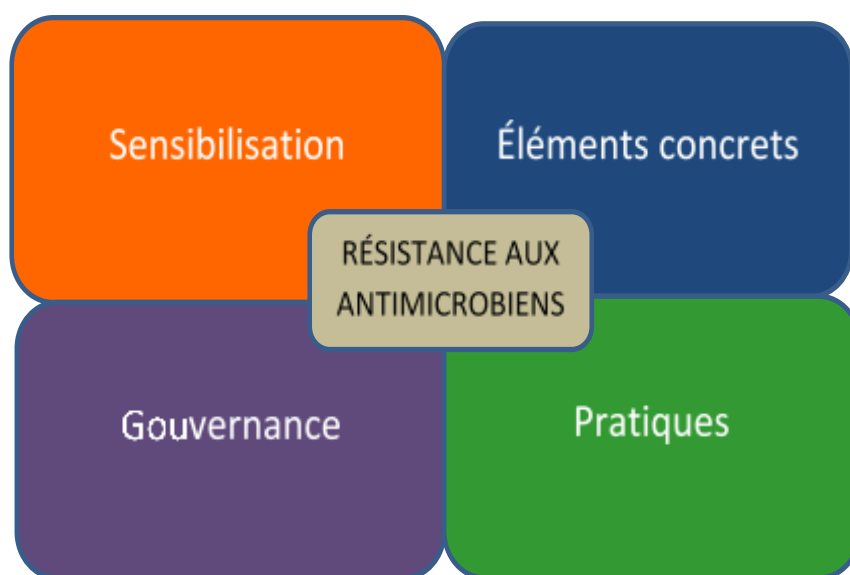 Sensibilisation
Éléments concrets
RÉSISTANCE AUX
ANTIMICROBIENS
Gouvernance
Pratiques